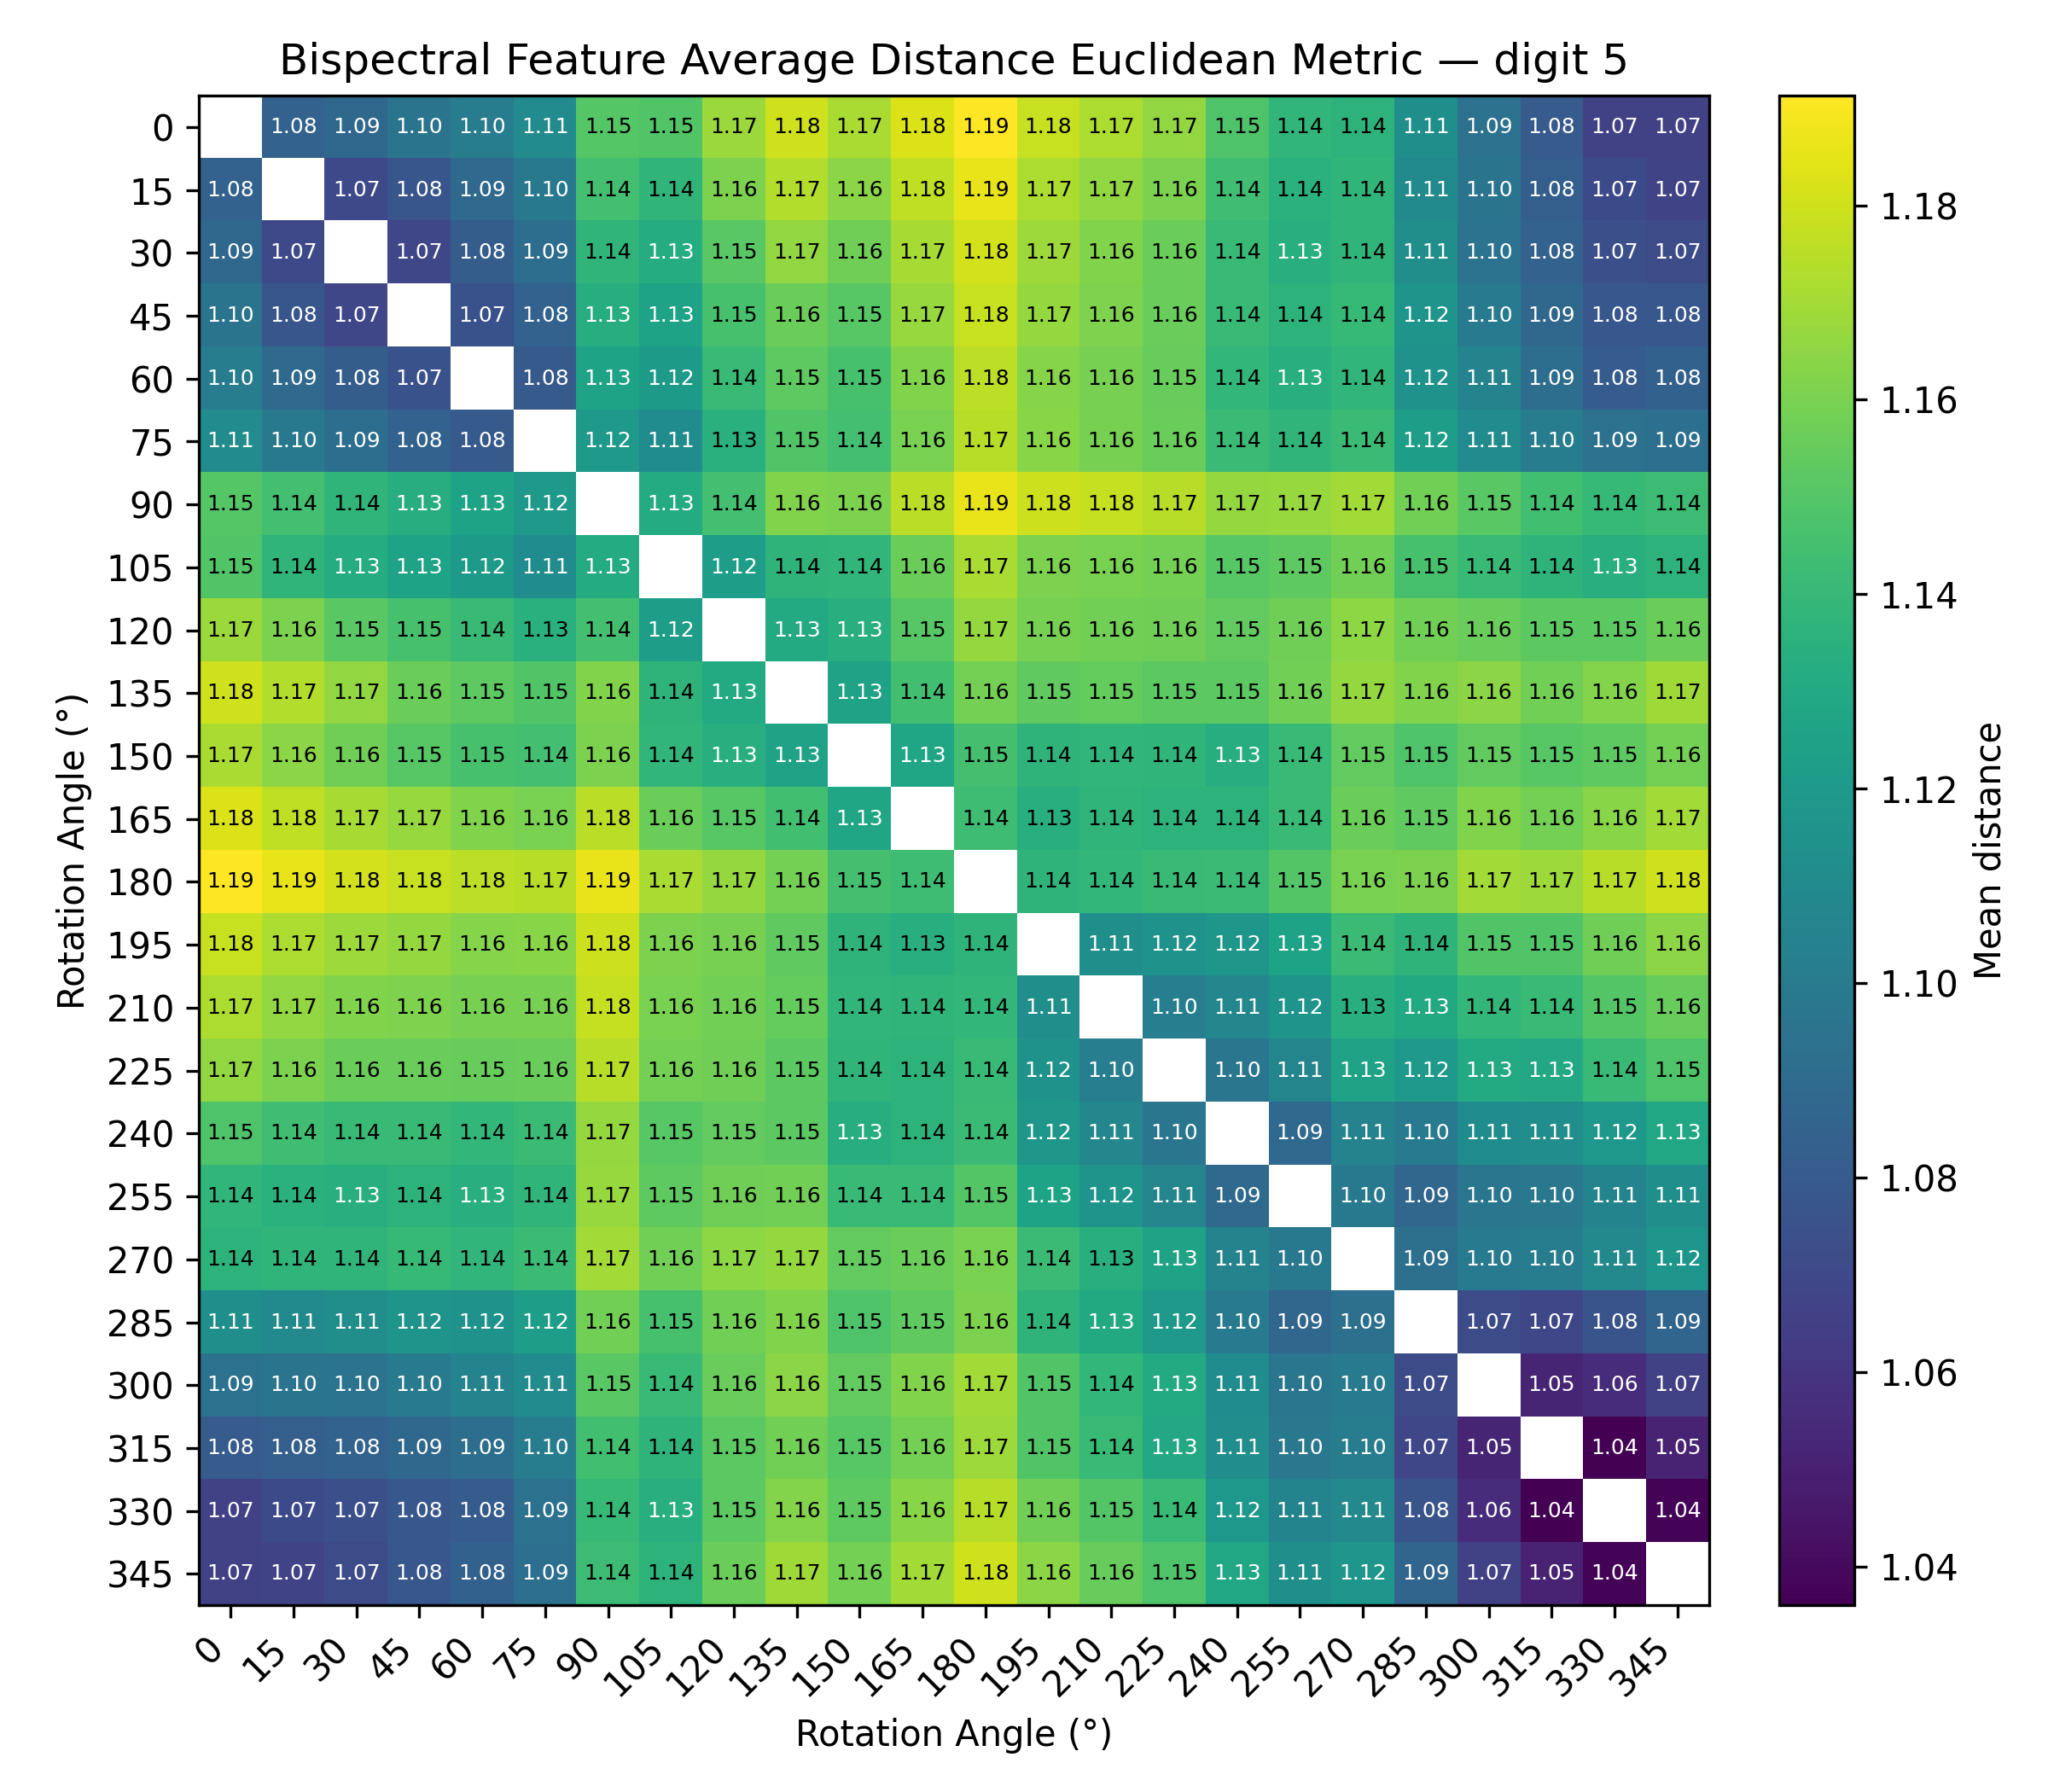 Bispectral Feature Average Distance Euclidean Metric — digit 5
0 1.08 1.09 1.10 1.10 1.11 1.15 1.15 1.17 1.18 1.17 1.18 1.19 1.18 1.17 1.17 1.15 1.14 1.14 1.11 1.09 1.08 1.07 1.07
15 1.08 1.07 1.08 1.09 1.10 1.14 1.14 1.16 1.17 1.16 1.18 1.19 1.17 1.17 1.16 1.14 1.14 1.14 1.11 1.10 1.08 1.07 1.07
30 1.09 1.07 1.07 1.08 1.09 1.14 1.13 1.15 1.17 1.16 1.17 1.18 1.17 1.16 1.16 1.14 1.13 1.14 1.11 1.10 1.08 1.07 1.07
45 1.10 1.08 1.07 1.07 1.08 1.13 1.13 1.15 1.16 1.15 1.17 1.18 1.17 1.16 1.16 1.14 1.14 1.14 1.12 1.10 1.09 1.08 1.08
60 1.10 1.09 1.08 1.07 1.08 1.13 1.12 1.14 1.15 1.15 1.16 1.18 1.16 1.16 1.15 1.14 1.13 1.14 1.12 1.11 1.09 1.08 1.08
75 1.11 1.10 1.09 1.08 1.08 1.12 1.11 1.13 1.15 1.14 1.16 1.17 1.16 1.16 1.16 1.14 1.14 1.14 1.12 1.11 1.10 1.09 1.09
90 1.15 1.14 1.14 1.13 1.13 1.12 1.13 1.14 1.16 1.16 1.18 1.19 1.18 1.18 1.17 1.17 1.17 1.17 1.16 1.15 1.14 1.14 1.14
105 1.15 1.14 1.13 1.13 1.12 1.11 1.13 1.12 1.14 1.14 1.16 1.17 1.16 1.16 1.16 1.15 1.15 1.16 1.15 1.14 1.14 1.13 1.14
120 1.17 1.16 1.15 1.15 1.14 1.13 1.14 1.12 1.13 1.13 1.15 1.17 1.16 1.16 1.16 1.15 1.16 1.17 1.16 1.16 1.15 1.15 1.16
135 1.18 1.17 1.17 1.16 1.15 1.15 1.16 1.14 1.13 1.13 1.14 1.16 1.15 1.15 1.15 1.15 1.16 1.17 1.16 1.16 1.16 1.16 1.17
150 1.17 1.16 1.16 1.15 1.15 1.14 1.16 1.14 1.13 1.13 1.13 1.15 1.14 1.14 1.14 1.13 1.14 1.15 1.15 1.15 1.15 1.15 1.16
165 1.18 1.18 1.17 1.17 1.16 1.16 1.18 1.16 1.15 1.14 1.13 1.14 1.13 1.14 1.14 1.14 1.14 1.16 1.15 1.16 1.16 1.16 1.17
180 1.19 1.19 1.18 1.18 1.18 1.17 1.19 1.17 1.17 1.16 1.15 1.14 1.14 1.14 1.14 1.14 1.15 1.16 1.16 1.17 1.17 1.17 1.18
195 1.18 1.17 1.17 1.17 1.16 1.16 1.18 1.16 1.16 1.15 1.14 1.13 1.14 1.11 1.12 1.12 1.13 1.14 1.14 1.15 1.15 1.16 1.16
210 1.17 1.17 1.16 1.16 1.16 1.16 1.18 1.16 1.16 1.15 1.14 1.14 1.14 1.11 1.10 1.11 1.12 1.13 1.13 1.14 1.14 1.15 1.16
225 1.17 1.16 1.16 1.16 1.15 1.16 1.17 1.16 1.16 1.15 1.14 1.14 1.14 1.12 1.10 1.10 1.11 1.13 1.12 1.13 1.13 1.14 1.15
240 1.15 1.14 1.14 1.14 1.14 1.14 1.17 1.15 1.15 1.15 1.13 1.14 1.14 1.12 1.11 1.10 1.09 1.11 1.10 1.11 1.11 1.12 1.13
255 1.14 1.14 1.13 1.14 1.13 1.14 1.17 1.15 1.16 1.16 1.14 1.14 1.15 1.13 1.12 1.11 1.09 1.10 1.09 1.10 1.10 1.11 1.11
270 1.14 1.14 1.14 1.14 1.14 1.14 1.17 1.16 1.17 1.17 1.15 1.16 1.16 1.14 1.13 1.13 1.11 1.10 1.09 1.10 1.10 1.11 1.12
285 1.11 1.11 1.11 1.12 1.12 1.12 1.16 1.15 1.16 1.16 1.15 1.15 1.16 1.14 1.13 1.12 1.10 1.09 1.09 1.07 1.07 1.08 1.09
300 1.09 1.10 1.10 1.10 1.11 1.11 1.15 1.14 1.16 1.16 1.15 1.16 1.17 1.15 1.14 1.13 1.11 1.10 1.10 1.07 1.05 1.06 1.07
315 1.08 1.08 1.08 1.09 1.09 1.10 1.14 1.14 1.15 1.16 1.15 1.16 1.17 1.15 1.14 1.13 1.11 1.10 1.10 1.07 1.05 1.04 1.05
330 1.07 1.07 1.07 1.08 1.08 1.09 1.14 1.13 1.15 1.16 1.15 1.16 1.17 1.16 1.15 1.14 1.12 1.11 1.11 1.08 1.06 1.04 1.04
345 1.07 1.07 1.07 1.08 1.08 1.09 1.14 1.14 1.16 1.17 1.16 1.17 1.18 1.16 1.16 1.15 1.13 1.11 1.12 1.09 1.07 1.05 1.04
0 15 30 45 60 75 90 105 120 135 150 165 180 195 210 225 240 255 270 285 300 315 330 345
Rotation Angle (°)
Rotation Angle (°)
1.18
1.16
1.14
1.12
1.10
1.08
1.06
1.04
Mean distance